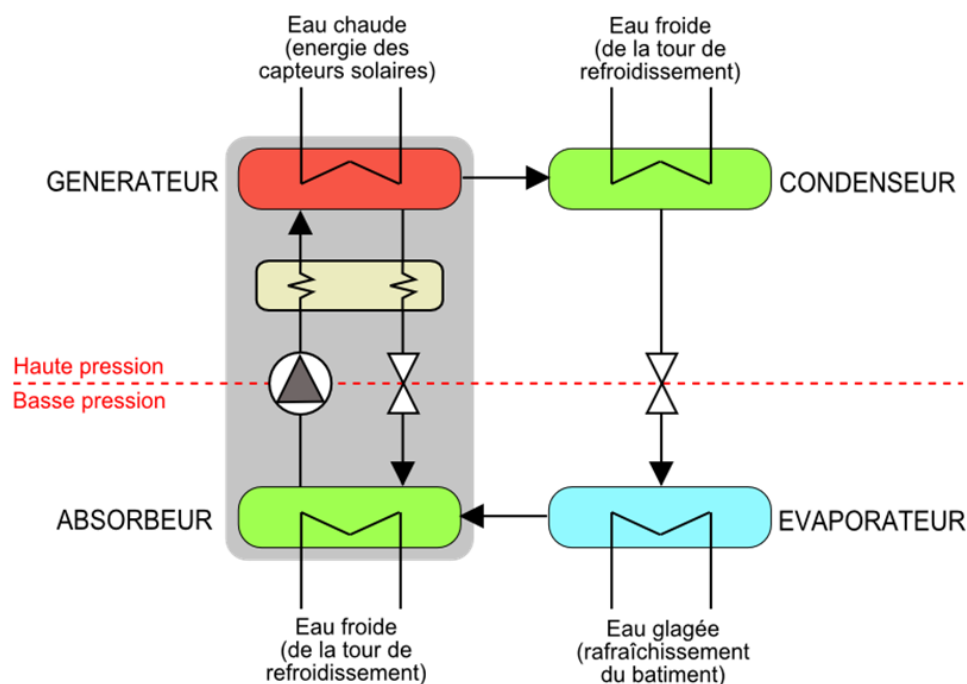 Eau chaude
(energie des
capteurs solaires)
Eau froide
(de la tour de
refroidissement)
GENERATEUR
CONDENSEUR
Haute pression
Basse pression
ABSORBEUR
EVAPORATEUR
Eau froide
(de la tour de
refroidissement)
Eau glagée
(rafraîchissement
du batiment)